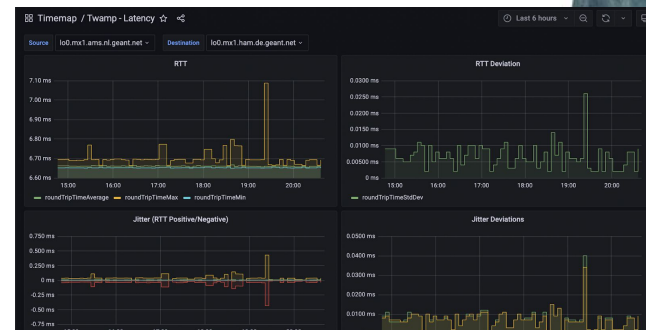 Timemap / Twamp - Latency
Last 6 hours
Source lo0.mx1.ams.nl.geant.net Destination lo0.mx1.ham.de.geant.net
RTT
7.10 ms
7.00 ms
6.90 ms
6.80 ms
6.70 ms
6.60 ms
15:00 16:00 17:00 18:00 19:00 20:00
roundTripTimeAverage roundTripTimeMax roundTripTimeMin
RTT Deviation
0.0300 ms
0.0250 ms
0.0200 ms
0.0150 ms
0.0100 ms
0.00500 ms
0 ms
15:00 16:00 17:00 18:00 19:00 20:00
roundTripTimeStdDev
Jitter (RTT Positive/Negative)
0.750 ms
0.500 ms
0.250 ms
0 ms
-0.25 ms
-0.50 ms
-0.75 ms
Jitter Deviations
0.0500 ms
0.0400 ms
0.0300 ms
0.0200 ms
0.0100 ms